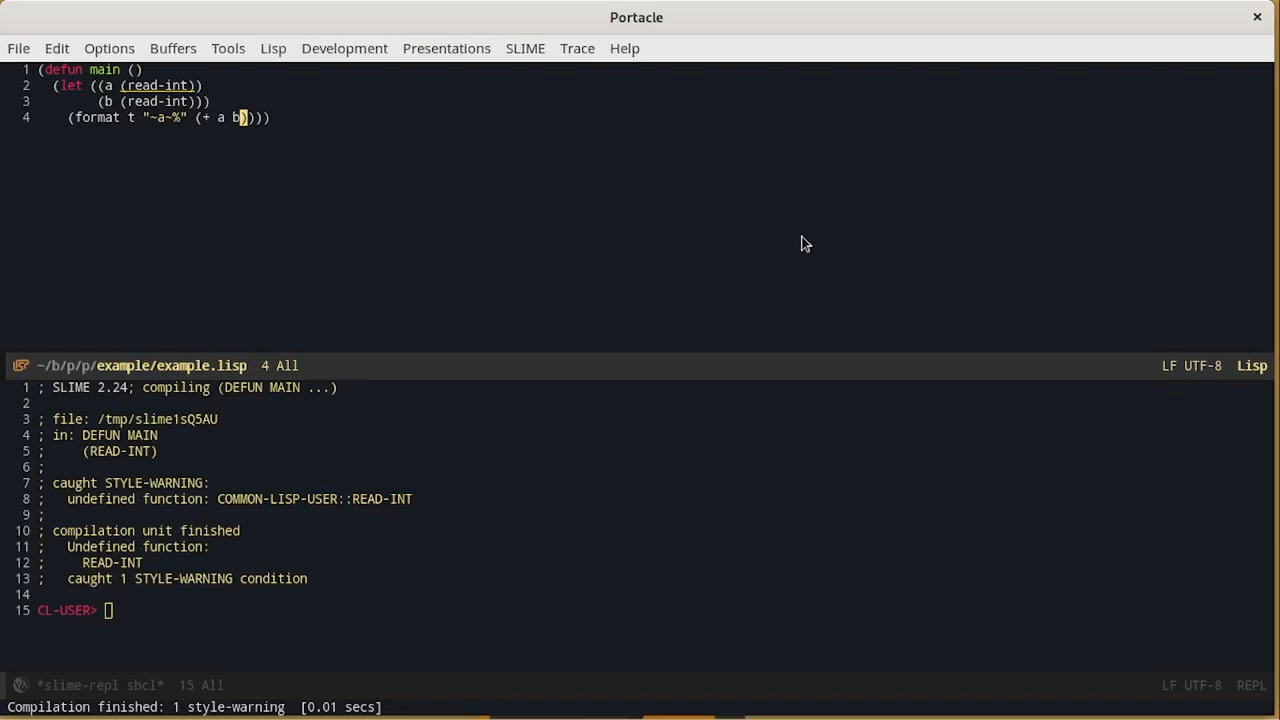 Portacle ×
File Edit Options Buffers Tools Lisp Development Presentations SLIME Trace Help
1 (defun main ()
2   (let ((a (read-int))
3         (b (read-int)))
4     (format t "~a~%" (+ a b))))
~/b/p/p/example/example.lisp 4 All LF UTF-8 Lisp
1 ; SLIME 2.24; compiling (DEFUN MAIN ...)
2
3 ; file: /tmp/slime1sQ5AU
4 ; in: DEFUN MAIN
5 ;     (READ-INT)
6 ;
7 ; caught STYLE-WARNING:
8 ;   undefined function: COMMON-LISP-USER::READ-INT
9 ;
10 ; compilation unit finished
11 ;   Undefined function:
12 ;     READ-INT
13 ;   caught 1 STYLE-WARNING condition
14
15 CL-USER>
*slime-repl sbcl* 15 All LF UTF-8 REPL
Compilation finished: 1 style-warning  [0.01 secs]